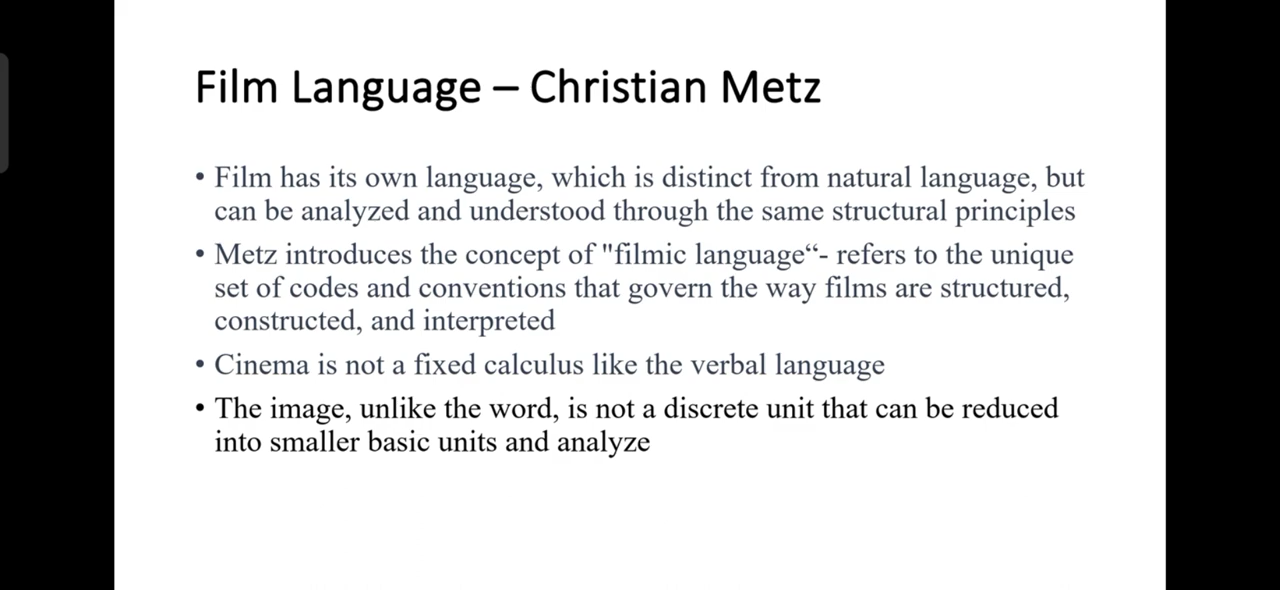 Film Language – Christian Metz
• Film has its own language, which is distinct from natural language, but
can be analyzed and understood through the same structural principles
• Metz introduces the concept of "filmic language“- refers to the unique
set of codes and conventions that govern the way films are structured,
constructed, and interpreted
• Cinema is not a fixed calculus like the verbal language
• The image, unlike the word, is not a discrete unit that can be reduced
into smaller basic units and analyze